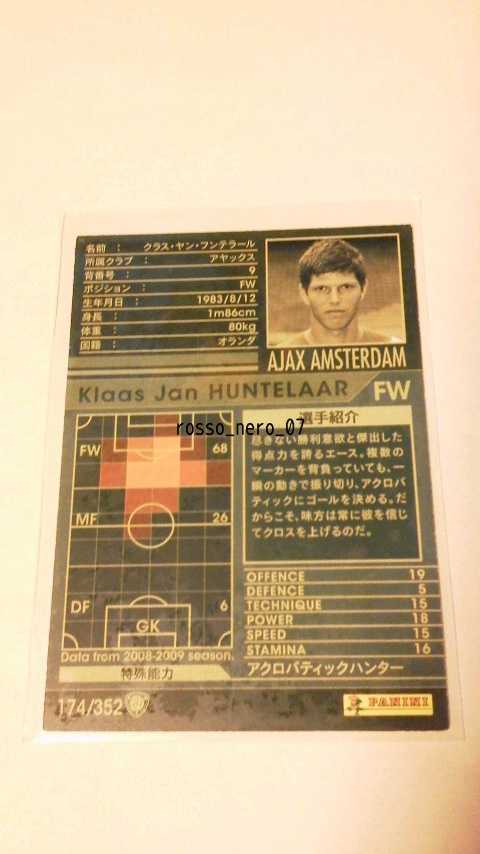 名前 : クラス・ヤン・フンテラール
所属クラブ : アヤックス
背番号 : 9
ポジション : FW
生年月日 : 1983/8/12
身長 : 1m86cm
体重 : 80kg
国籍 : オランダ
AJAX AMSTERDAM
Klaas Jan HUNTELAAR FW
rosso_nero_07
FW 68
MF 26
DF 6
GK
Data from 2008-2009 season.
選手紹介
尽きない勝利意欲と傑出した
得点力を誇るエース。複数の
マーカーを背負っていても、一
瞬の動きで振り切り、アクロバ
ティックにゴールを決める。だ
からこそ、味方は常に彼を信じ
てクロスを上げるのだ。
OFFENCE 19
DEFENCE 5
TECHNIQUE 15
POWER 18
SPEED 15
STAMINA 16
特殊能力 アクロバティックハンター
174/352
PANINI